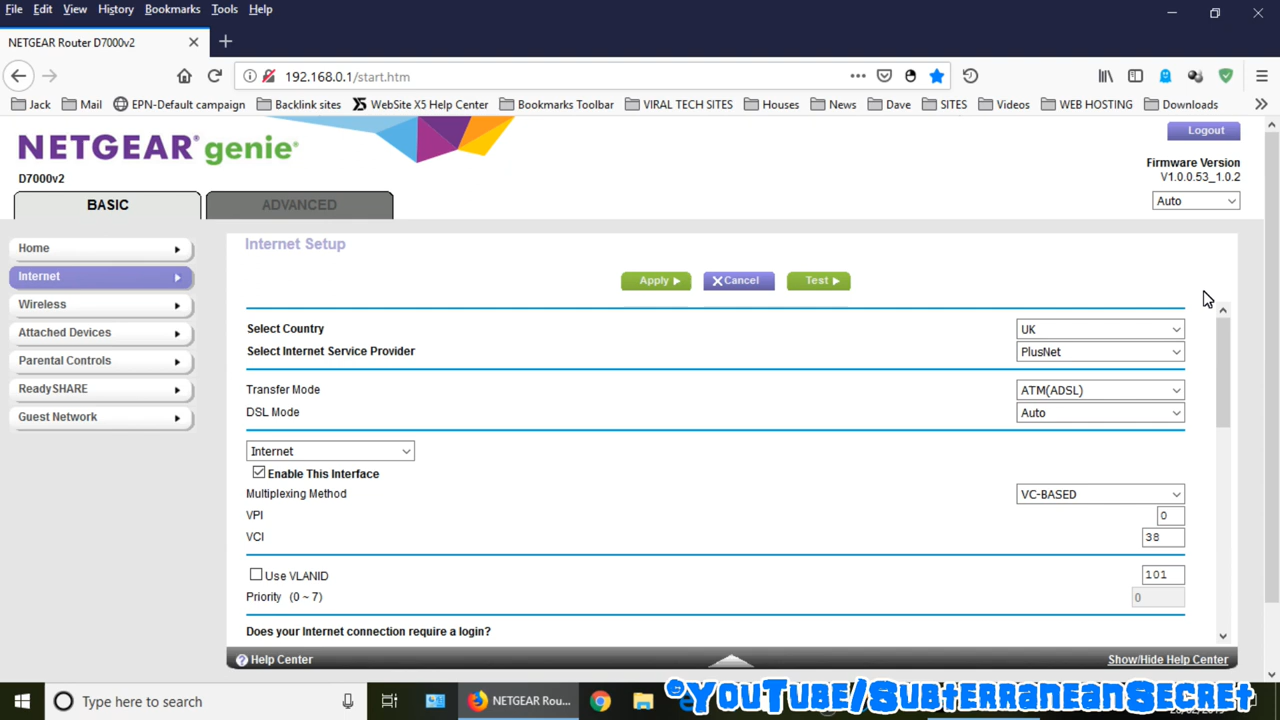 File Edit View History Bookmarks Tools Help
NETGEAR Router D7000v2
192.168.0.1/start.htm
Jack Mail EPN-Default campaign Backlink sites WebSite X5 Help Center Bookmarks Toolbar VIRAL TECH SITES Houses News Dave SITES Videos WEB HOSTING Downloads
NETGEAR® genie®
Logout
D7000v2
Firmware Version
V1.0.0.53_1.0.2
Auto
BASIC ADVANCED
Home
Internet
Wireless
Attached Devices
Parental Controls
ReadySHARE
Guest Network
Internet Setup
Apply Cancel Test
Select Country UK
Select Internet Service Provider PlusNet
Transfer Mode ATM(ADSL)
DSL Mode Auto
Internet
Enable This Interface
Multiplexing Method VC-BASED
VPI 0
VCI 38
Use VLANID 101
Priority (0 ~ 7) 0
Does your Internet connection require a login?
Help Center Show/Hide Help Center
Type here to search
NETGEAR Rou...
©YouTube/SubterraneanSecret